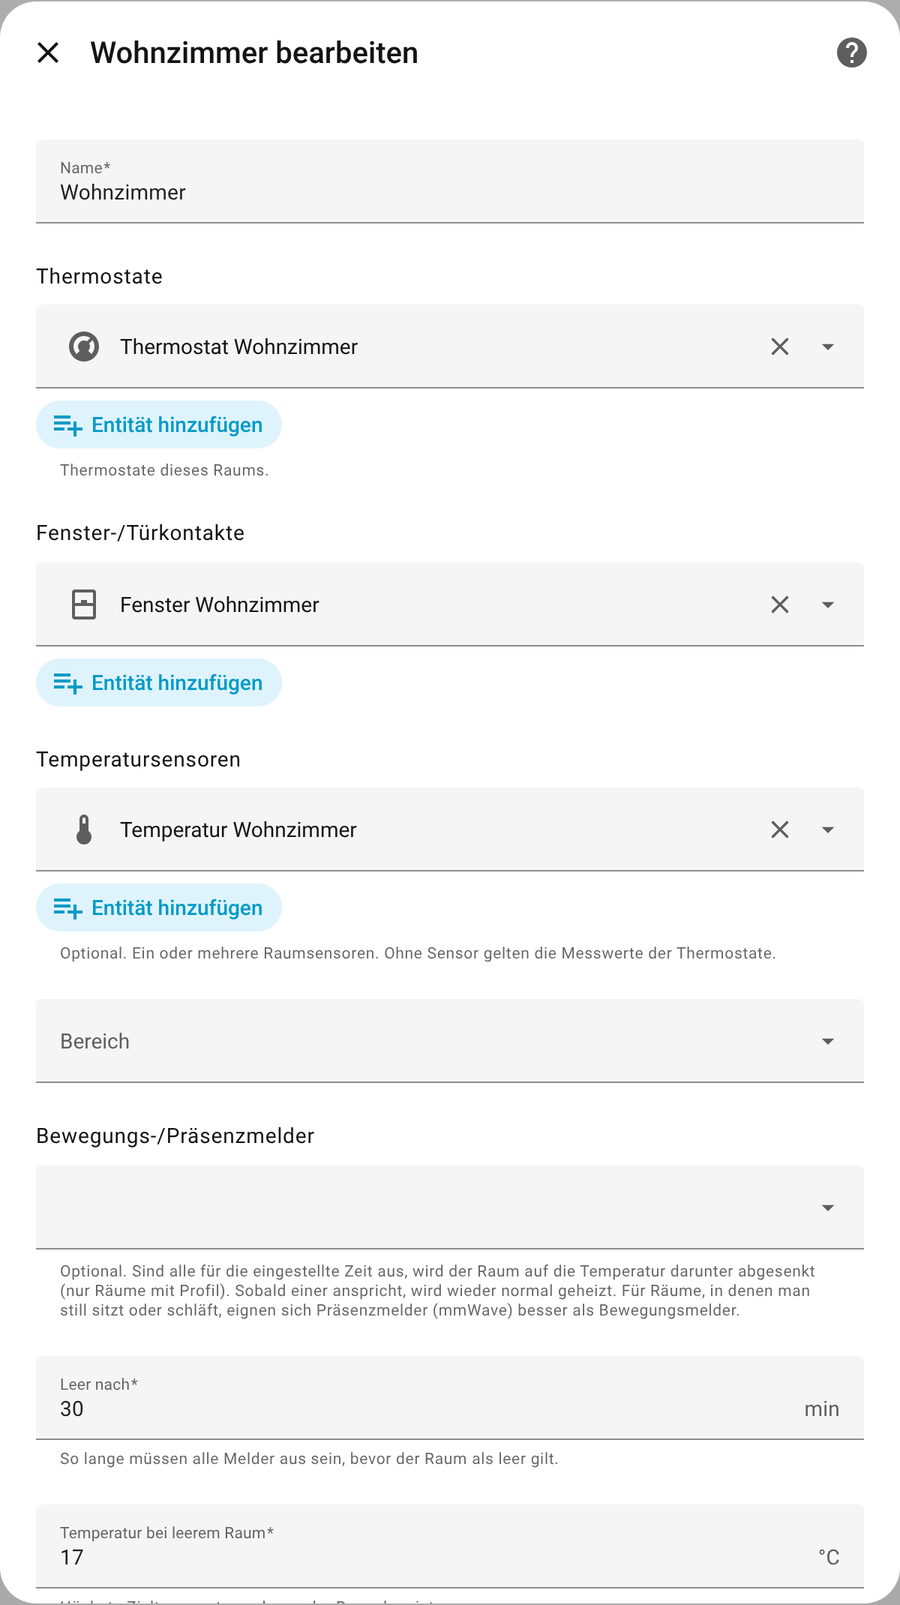 Wohnzimmer bearbeiten
Name*
Wohnzimmer
Thermostate
Thermostat Wohnzimmer
Entität hinzufügen
Thermostate dieses Raums.
Fenster-/Türkontakte
Fenster Wohnzimmer
Entität hinzufügen
Temperatursensoren
Temperatur Wohnzimmer
Entität hinzufügen
Optional. Ein oder mehrere Raumsensoren. Ohne Sensor gelten die Messwerte der Thermostate.
Bereich
Bewegungs-/Präsenzmelder
Optional. Sind alle für die eingestellte Zeit aus, wird der Raum auf die Temperatur darunter abgesenkt
(nur Räume mit Profil). Sobald einer anspricht, wird wieder normal geheizt. Für Räume, in denen man
still sitzt oder schläft, eignen sich Präsenzmelder (mmWave) besser als Bewegungsmelder.
Leer nach*
30 min
So lange müssen alle Melder aus sein, bevor der Raum als leer gilt.
Temperatur bei leerem Raum*
17 °C